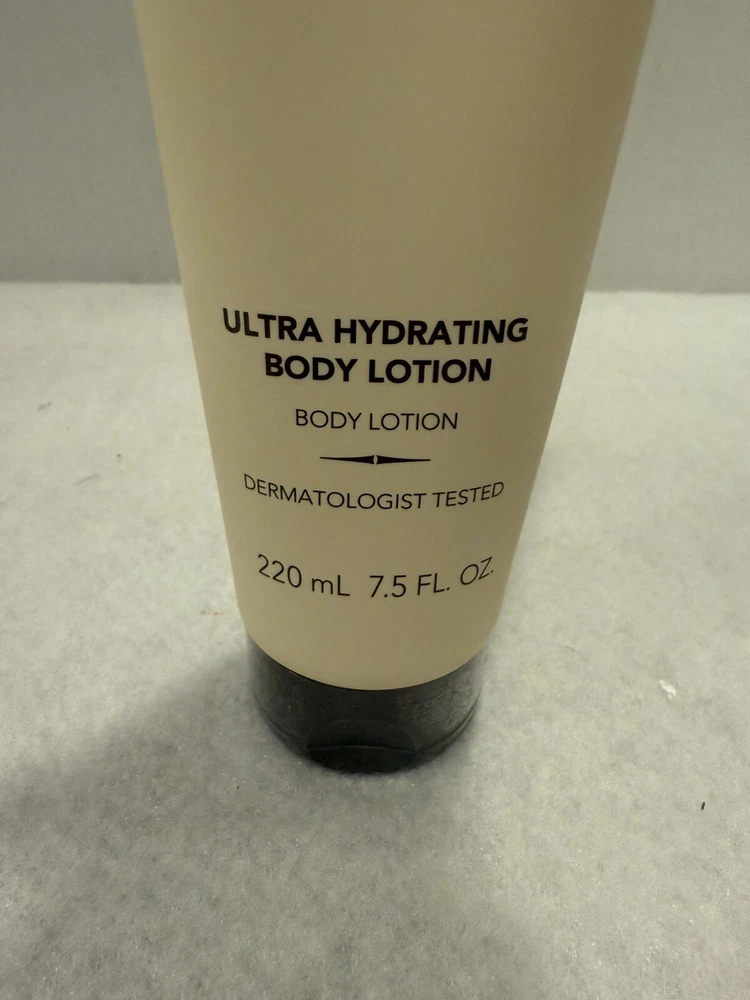 ULTRA HYDRATING
BODY LOTION
BODY LOTION
DERMATOLOGIST TESTED
220 mL 7.5 FL. OZ.